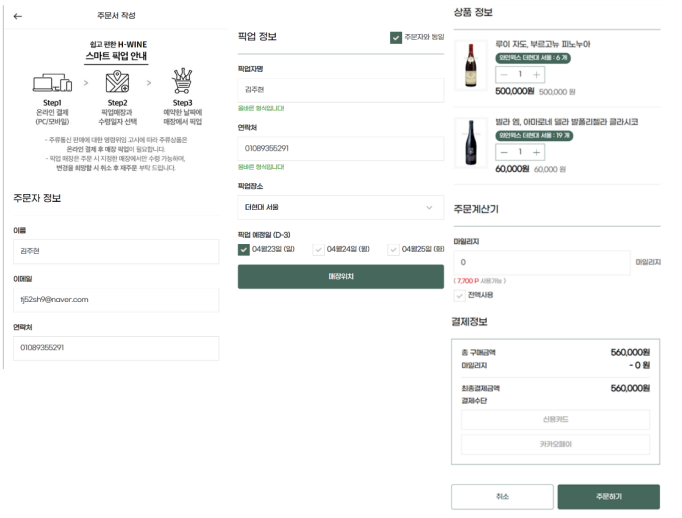 주문서 작성
쉽고 편한 H-WINE
스마트 픽업 안내
Step1
온라인 결제
(PC/모바일)
Step2
픽업매장과
수령일자 선택
Step3
예약한 날짜에
매장에서 픽업
- 주류통신 판매에 대한 명령위임 고시에 따라 주류상품은
온라인 결제 후 매장 픽업이 필요합니다.
- 픽업 매장은 주문 시 지정한 매장에서만 수령 가능하며,
변경을 희망할 시 취소 후 재주문 부탁 드립니다.
주문자 정보
이름
김주현
이메일
tj52sh9@naver.com
연락처
01089355291
픽업 정보
주문자와 동일
픽업자명
김주현
올바른 형식입니다!
연락처
01089355291
올바른 형식입니다!
픽업장소
더현대 서울
픽업 예정일 (D-3)
04월23일 (일)
04월24일 (월)
04월25일 (화)
매장위치
상품 정보
루이 자도, 부르고뉴 피노누아
와인웍스 더현대 서울 : 6 개
— 1 +
500,000원 500,000 원
빌라 엠, 아마로네 델라 발폴리첼라 클라시코
와인웍스 더현대 서울 : 19 개
— 1 +
60,000원 60,000 원
주문계산기
마일리지
0
마일리지
( 7,700 P 사용가능 )
전액사용
결제정보
총 구매금액 560,000원
마일리지 - 0 원
최종결제금액 560,000원
결제수단
신용카드
카카오페이
취소
주문하기